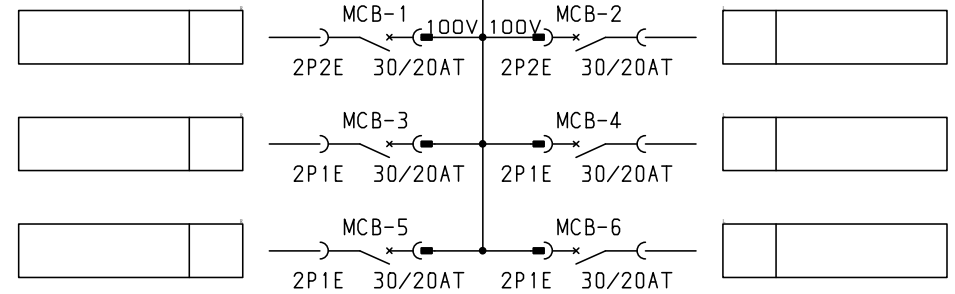 MCB-1 MCB-2
100V 100V
2P2E 30/20AT 2P2E 30/20AT
MCB-3 MCB-4
2P1E 30/20AT 2P1E 30/20AT
MCB-5 MCB-6
2P1E 30/20AT 2P1E 30/20AT